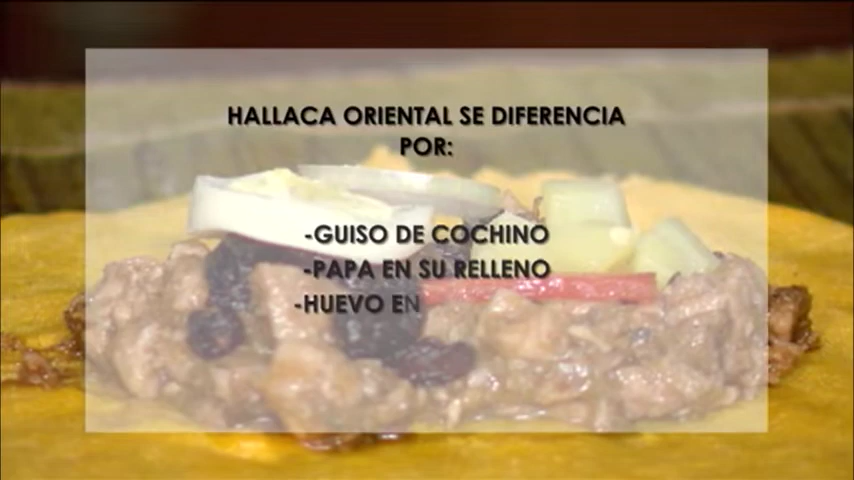 HALLACA ORIENTAL SE DIFERENCIA
POR:
-GUISO DE COCHINO
-PAPA EN SU RELLENO
-HUEVO EN